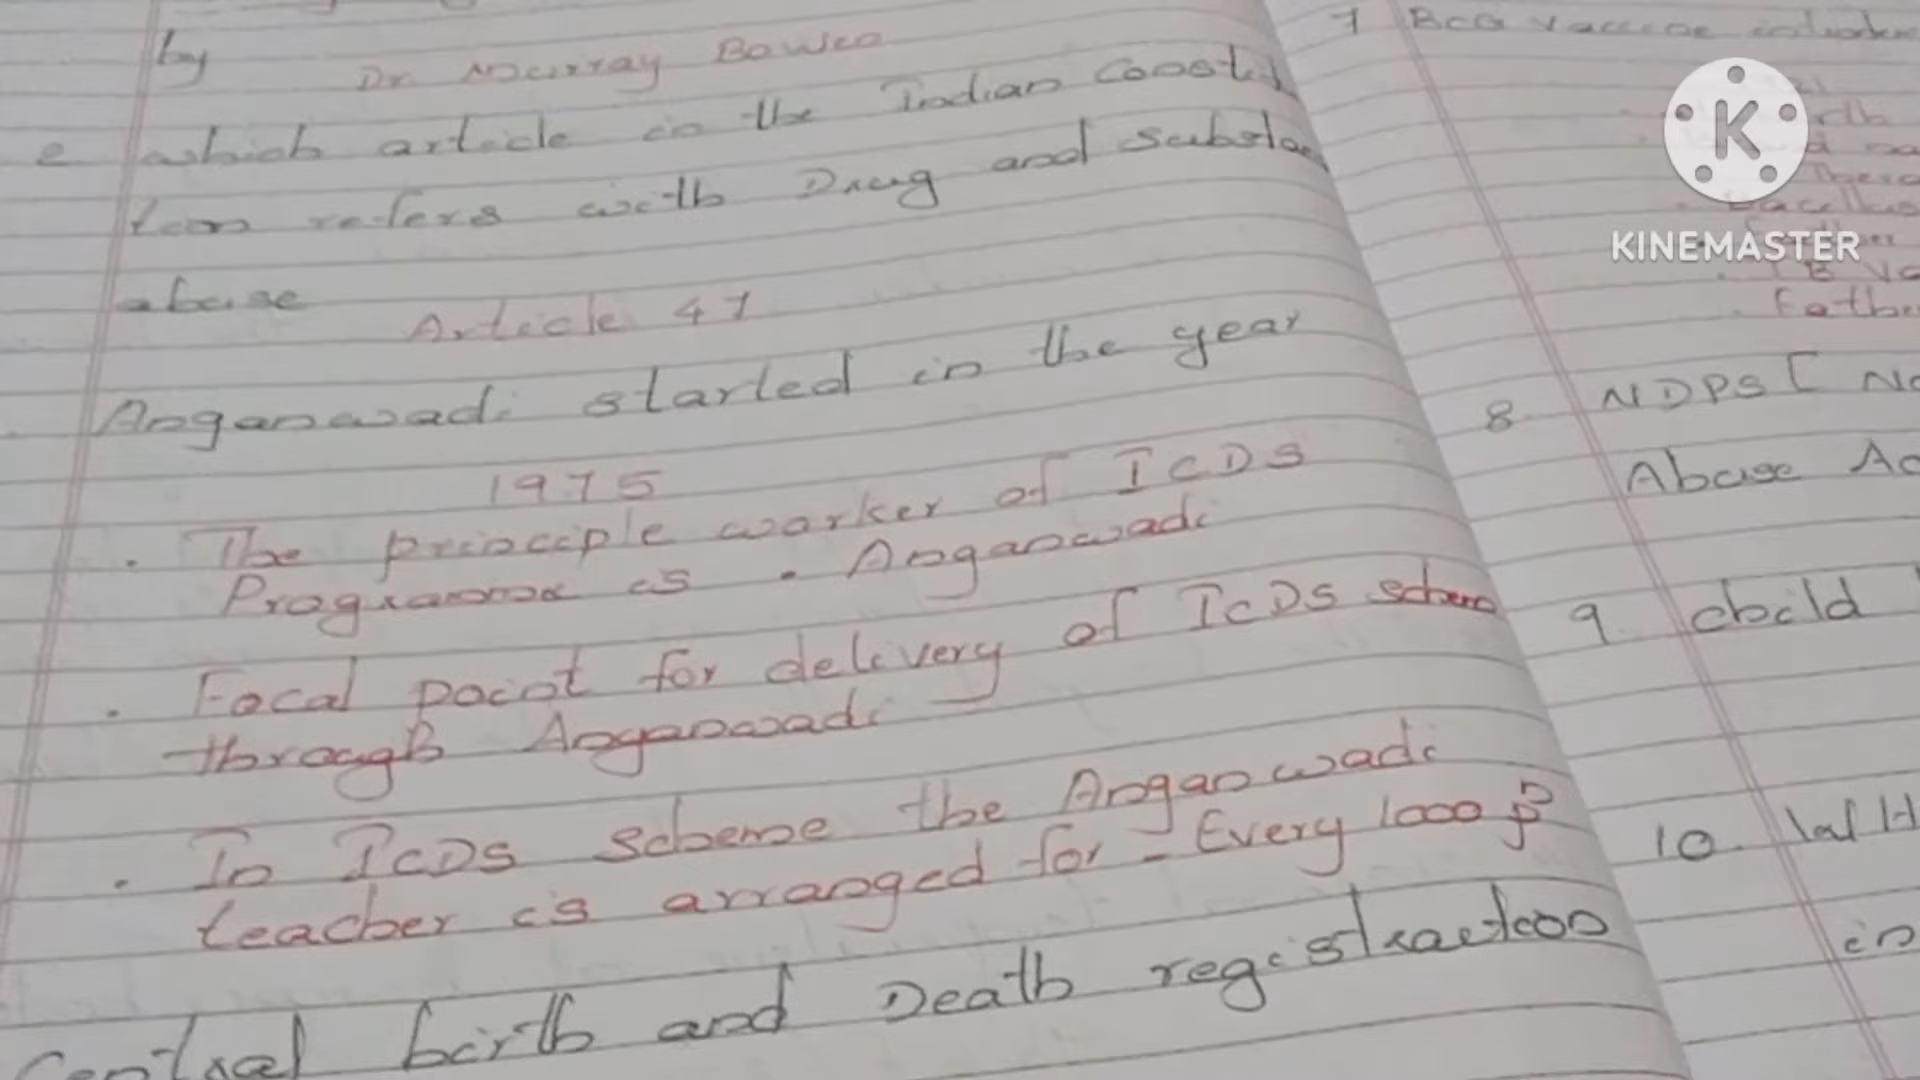 by
Dr. Murray Bowen
e which article in the Indian Constit
tion refers with Drug and Substan
abuse
Article 47
Anganwadi started in the year
1975
. The principle worker of ICDS
Programme is - Anganwadi
. Focal point for delivery of ICDS scheme
through Anganwadi
. In ICDS scheme the Anganwadi
teacher is arranged for - Every 1000 P
Central birth and Death registraction
7 BCG Vaccine
8 NDPS [
Abuse Ac
9. child
10.
in
K
KINEMASTER